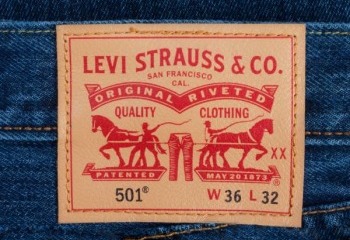 LEVI STRAUSS & CO.
SAN FRANCISCO
CAL.
ORIGINAL RIVETED
QUALITY CLOTHING
XX
PATENTED MAY 20 1873
501® W 36 L 32